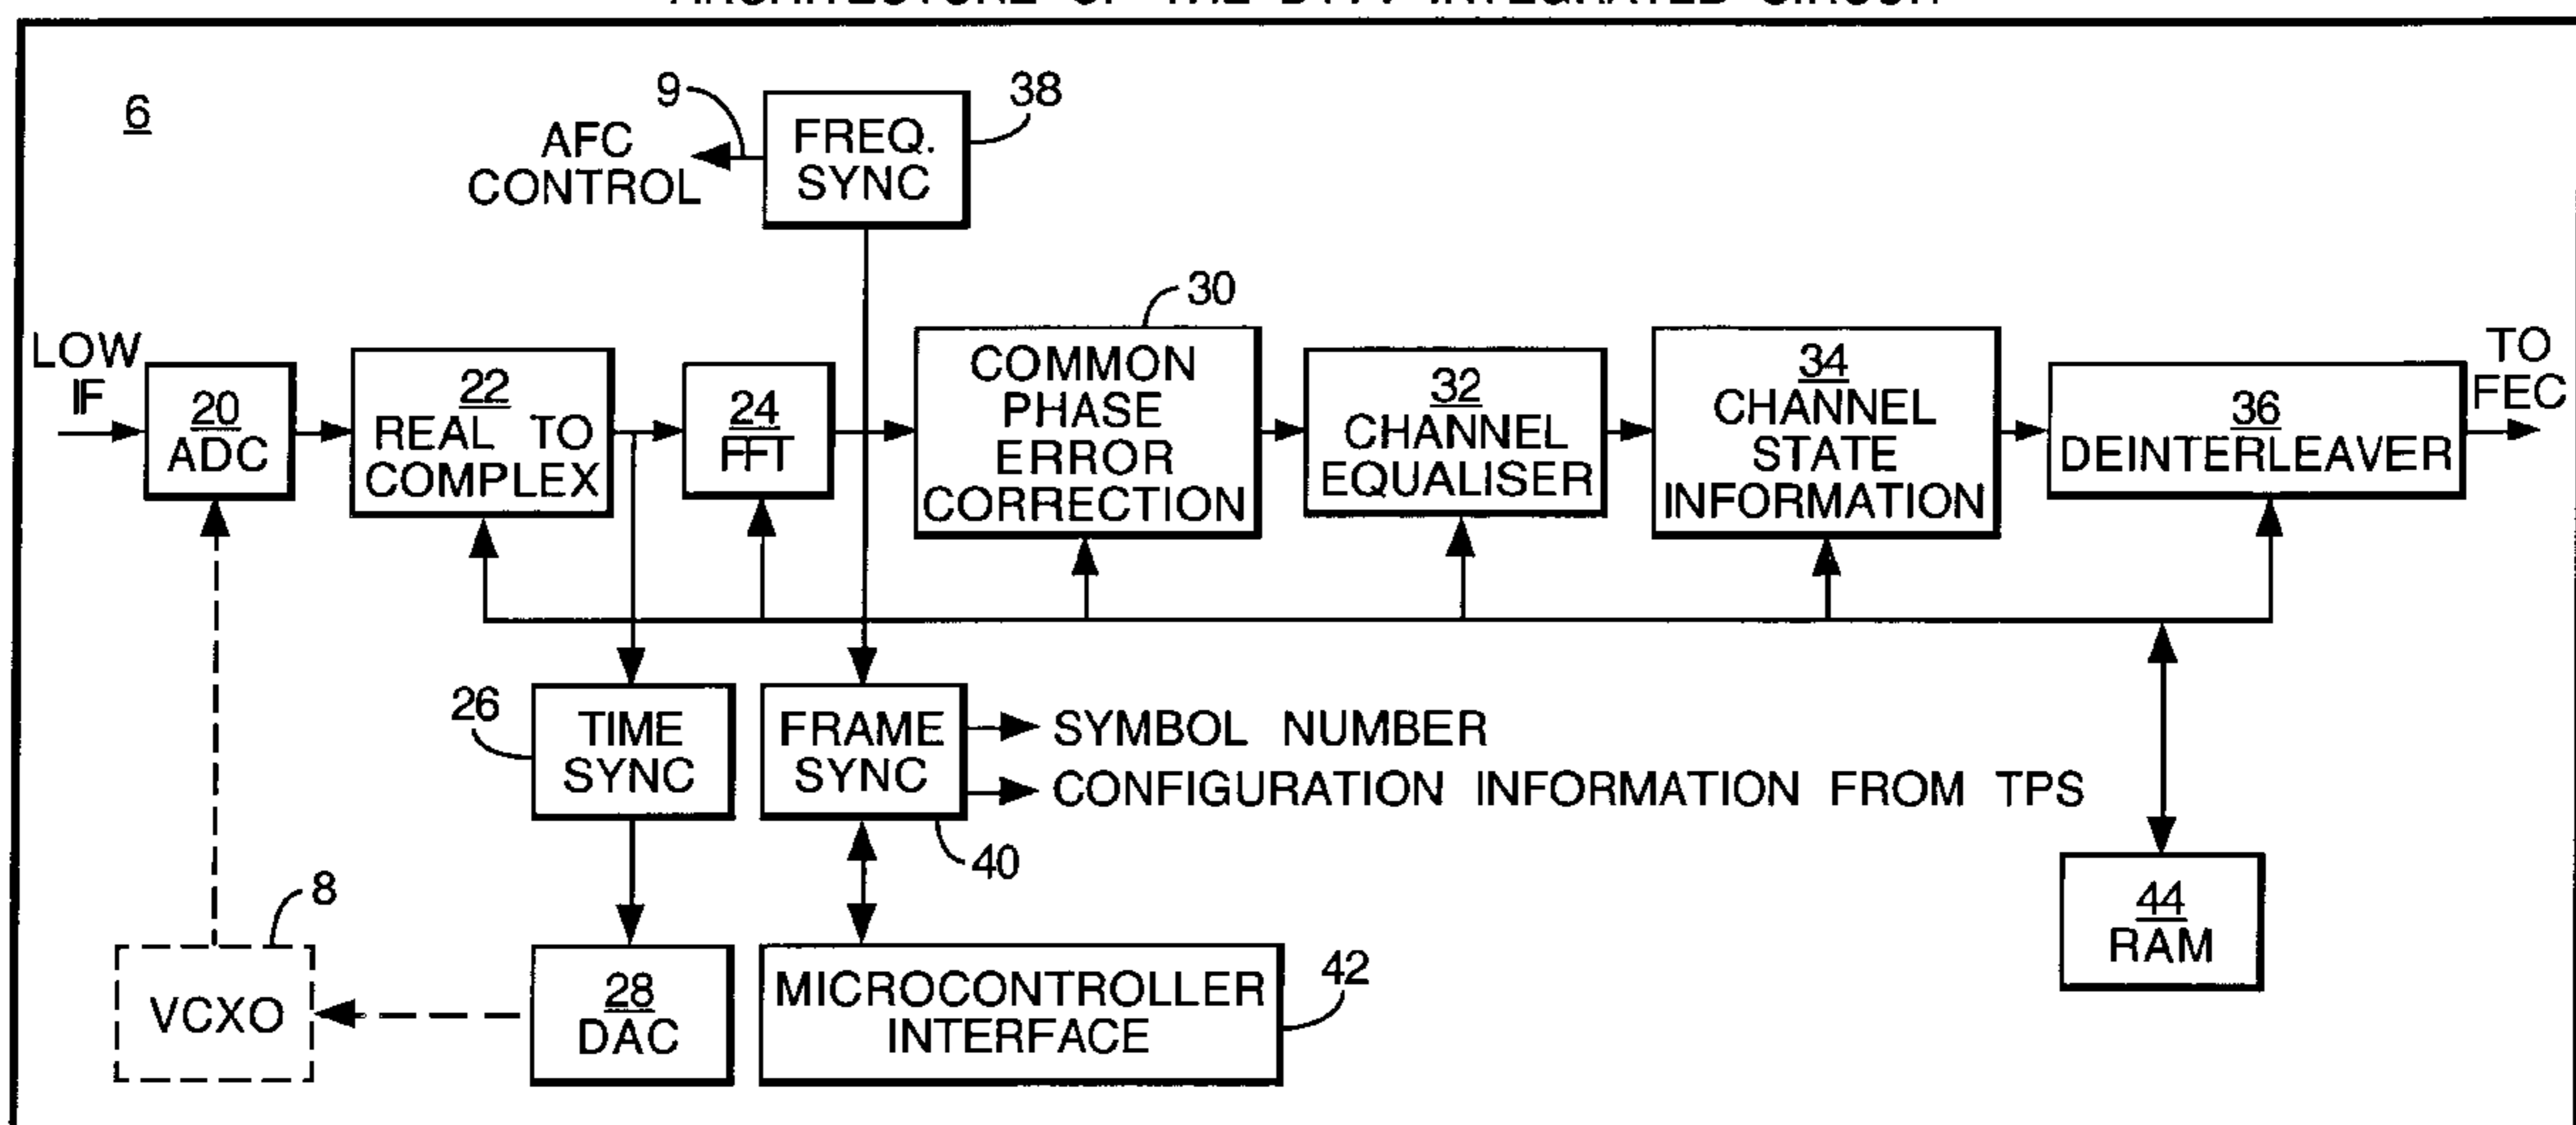 6
9
AFC
CONTROL
FREQ.
SYNC
38
LOW
IF
20
ADC
22
REAL TO
COMPLEX
24
FFT
30
COMMON
PHASE
ERROR
CORRECTION
32
CHANNEL
EQUALISER
34
CHANNEL
STATE
INFORMATION
36
DEINTERLEAVER
TO
FEC
26
TIME
SYNC
FRAME
SYNC
40
SYMBOL NUMBER
CONFIGURATION INFORMATION FROM TPS
8
VCXO
28
DAC
MICROCONTROLLER
INTERFACE
42
44
RAM